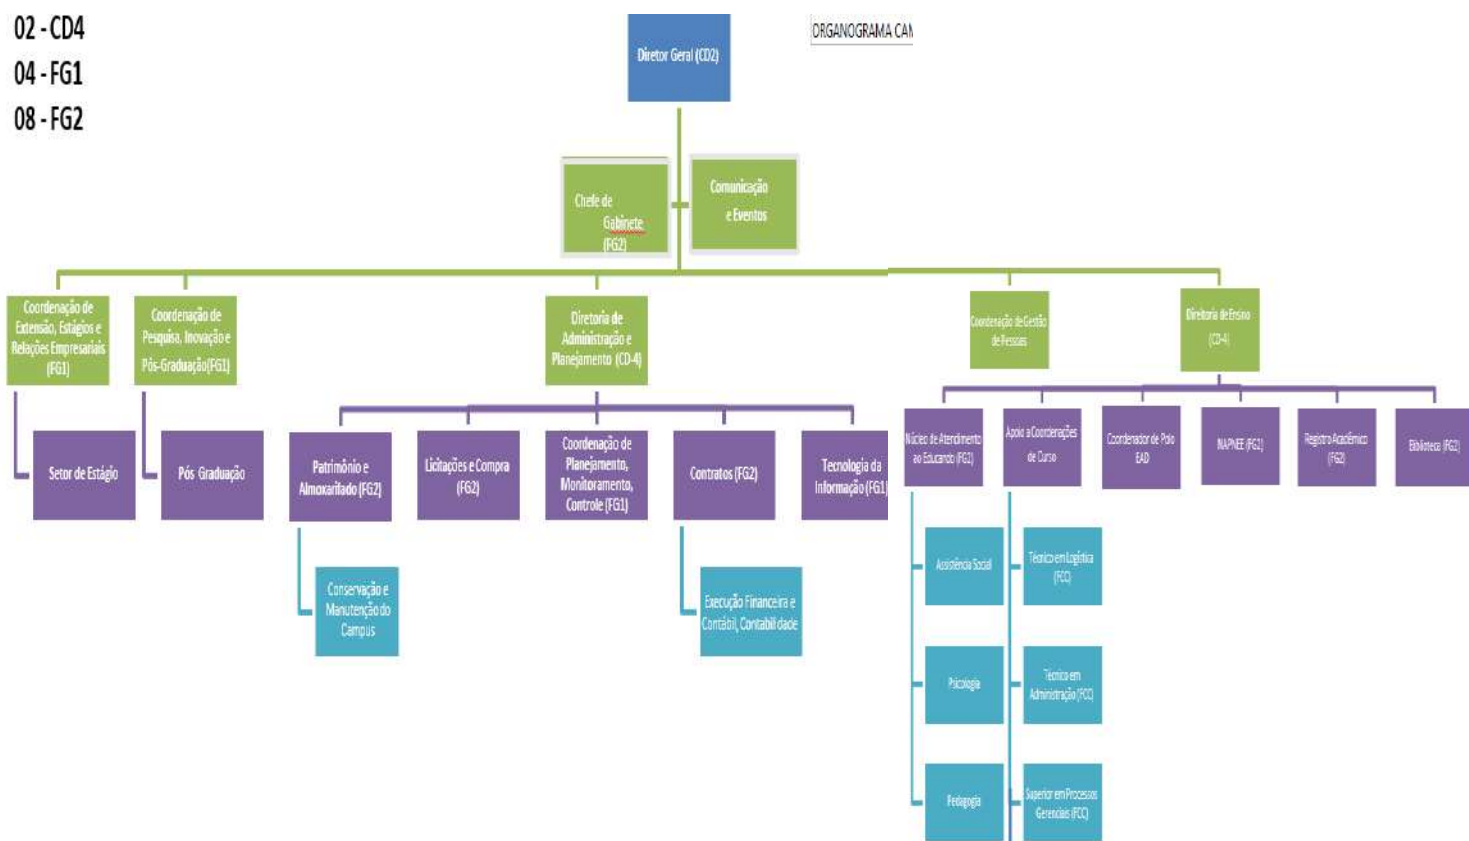 02 - CD4
04 - FG1
08 - FG2
Diretor Geral (CD2)
ORGANOGRAMA CAM
Chefe de
Gabinete
(FG2)
Comunicação
e Eventos
Coordenação de
Extensão, Estágios e
Relações Empresariais
(FG1)
Coordenação de
Pesquisa, Inovação e
Pós-Graduação(FG1)
Diretoria de
Administração e
Planejamento (CD-4)
Coordenação de Gestão
de Pessoas
Diretoria de Ensino
(CD-4)
Setor de Estágio
Pós Graduação
Patrimônio e
Almoxarifado (FG2)
Licitações e Compra
(FG2)
Coordenação de
Planejamento,
Monitoramento,
Controle (FG1)
Contratos (FG2)
Tecnologia da
Informação (FG1)
Núcleo de Atendimento
ao Educando (FG2)
Apoio a Coordenações
de Curso
Coordenador de Polo
EAD
NAPNEE (FG2)
Registro Acadêmico
(FG2)
Biblioteca (FG2)
Conservação e
Manutenção do
Campus
Execução Financeira e
Contábil, Contabilidade
Assistência Social
Técnico em Logística
(FCC)
Psicologia
Técnico em
Administração (FCC)
Pedagogia
Superior em Processos
Gerenciais (FCC)